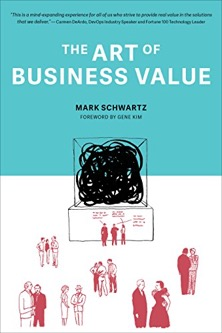 "This is a mind-expanding experience for all of us who strive to provide real value in the solutions
that we deliver." — Carmen DeArdo, DevOps Industry Speaker and Fortune 100 Technology Leader
THE ART OF
BUSINESS VALUE
MARK SCHWARTZ
FOREWORD BY GENE KIM